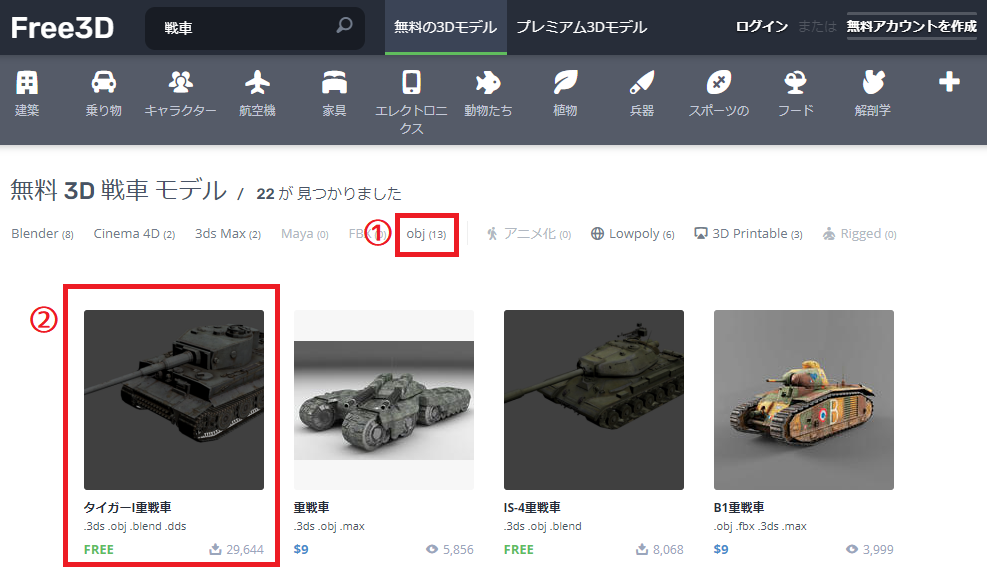 Free3D
戦車
無料の3Dモデル
プレミアム3Dモデル
ログイン または 無料アカウントを作成
建築
乗り物
キャラクター
航空機
家具
エレクトロニ
クス
動物たち
植物
兵器
スポーツの
フード
解剖学
無料 3D 戦車 モデル / 22 が 見つかりました
Blender (8) Cinema 4D (2) 3ds Max (2) Maya (0) FBX (0) ① obj (13) アニメ化 (0) Lowpoly (6) 3D Printable (3) Rigged (0)
②
B
タイガーI重戦車
.3ds .obj .blend .dds
FREE 29,644
重戦車
.3ds .obj .max
$9 5,856
IS-4重戦車
.3ds .obj .blend
FREE 8,068
B1重戦車
.obj .fbx .3ds .max
$9 3,999